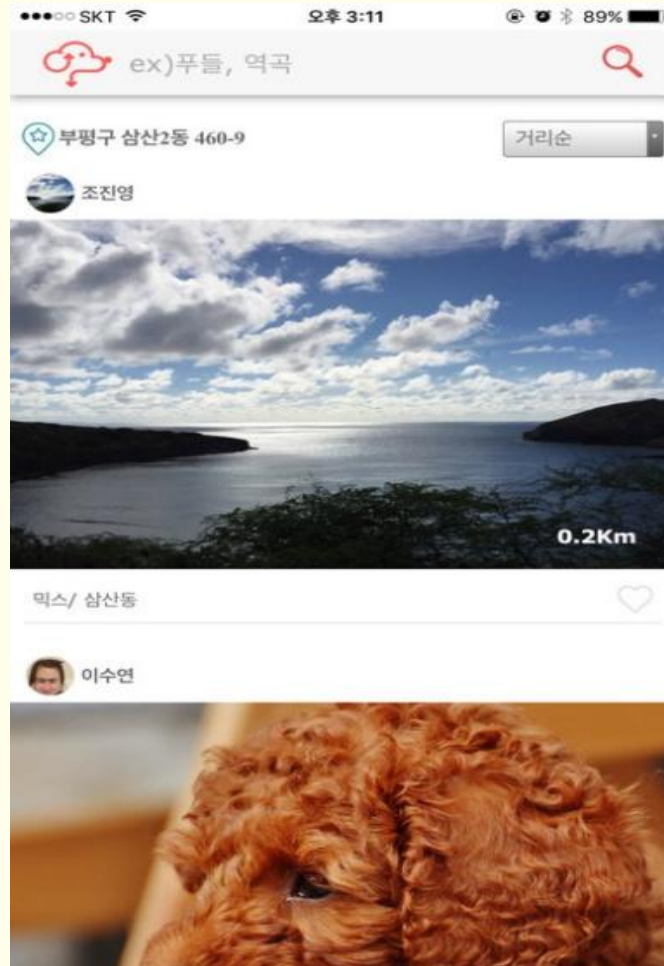 SKT 오후 3:11 89%
ex)푸들, 역곡
부평구 삼산2동 460-9 거리순
조진영
0.2Km
믹스/ 삼산동
이수연